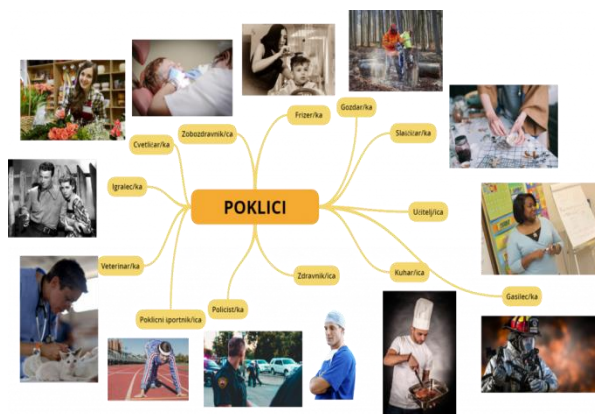 Frizer/ka
Gozdar/ka
Zobozdravnik/ica
Slaščičar/ka
Cvetličar/ka
Igralec/ka
POKLICI
Učitelj/ica
Veterinar/ka
Zdravnik/ica
Kuhar/ica
Gasilec/ka
Poklicni športnik/ica
Policist/ka